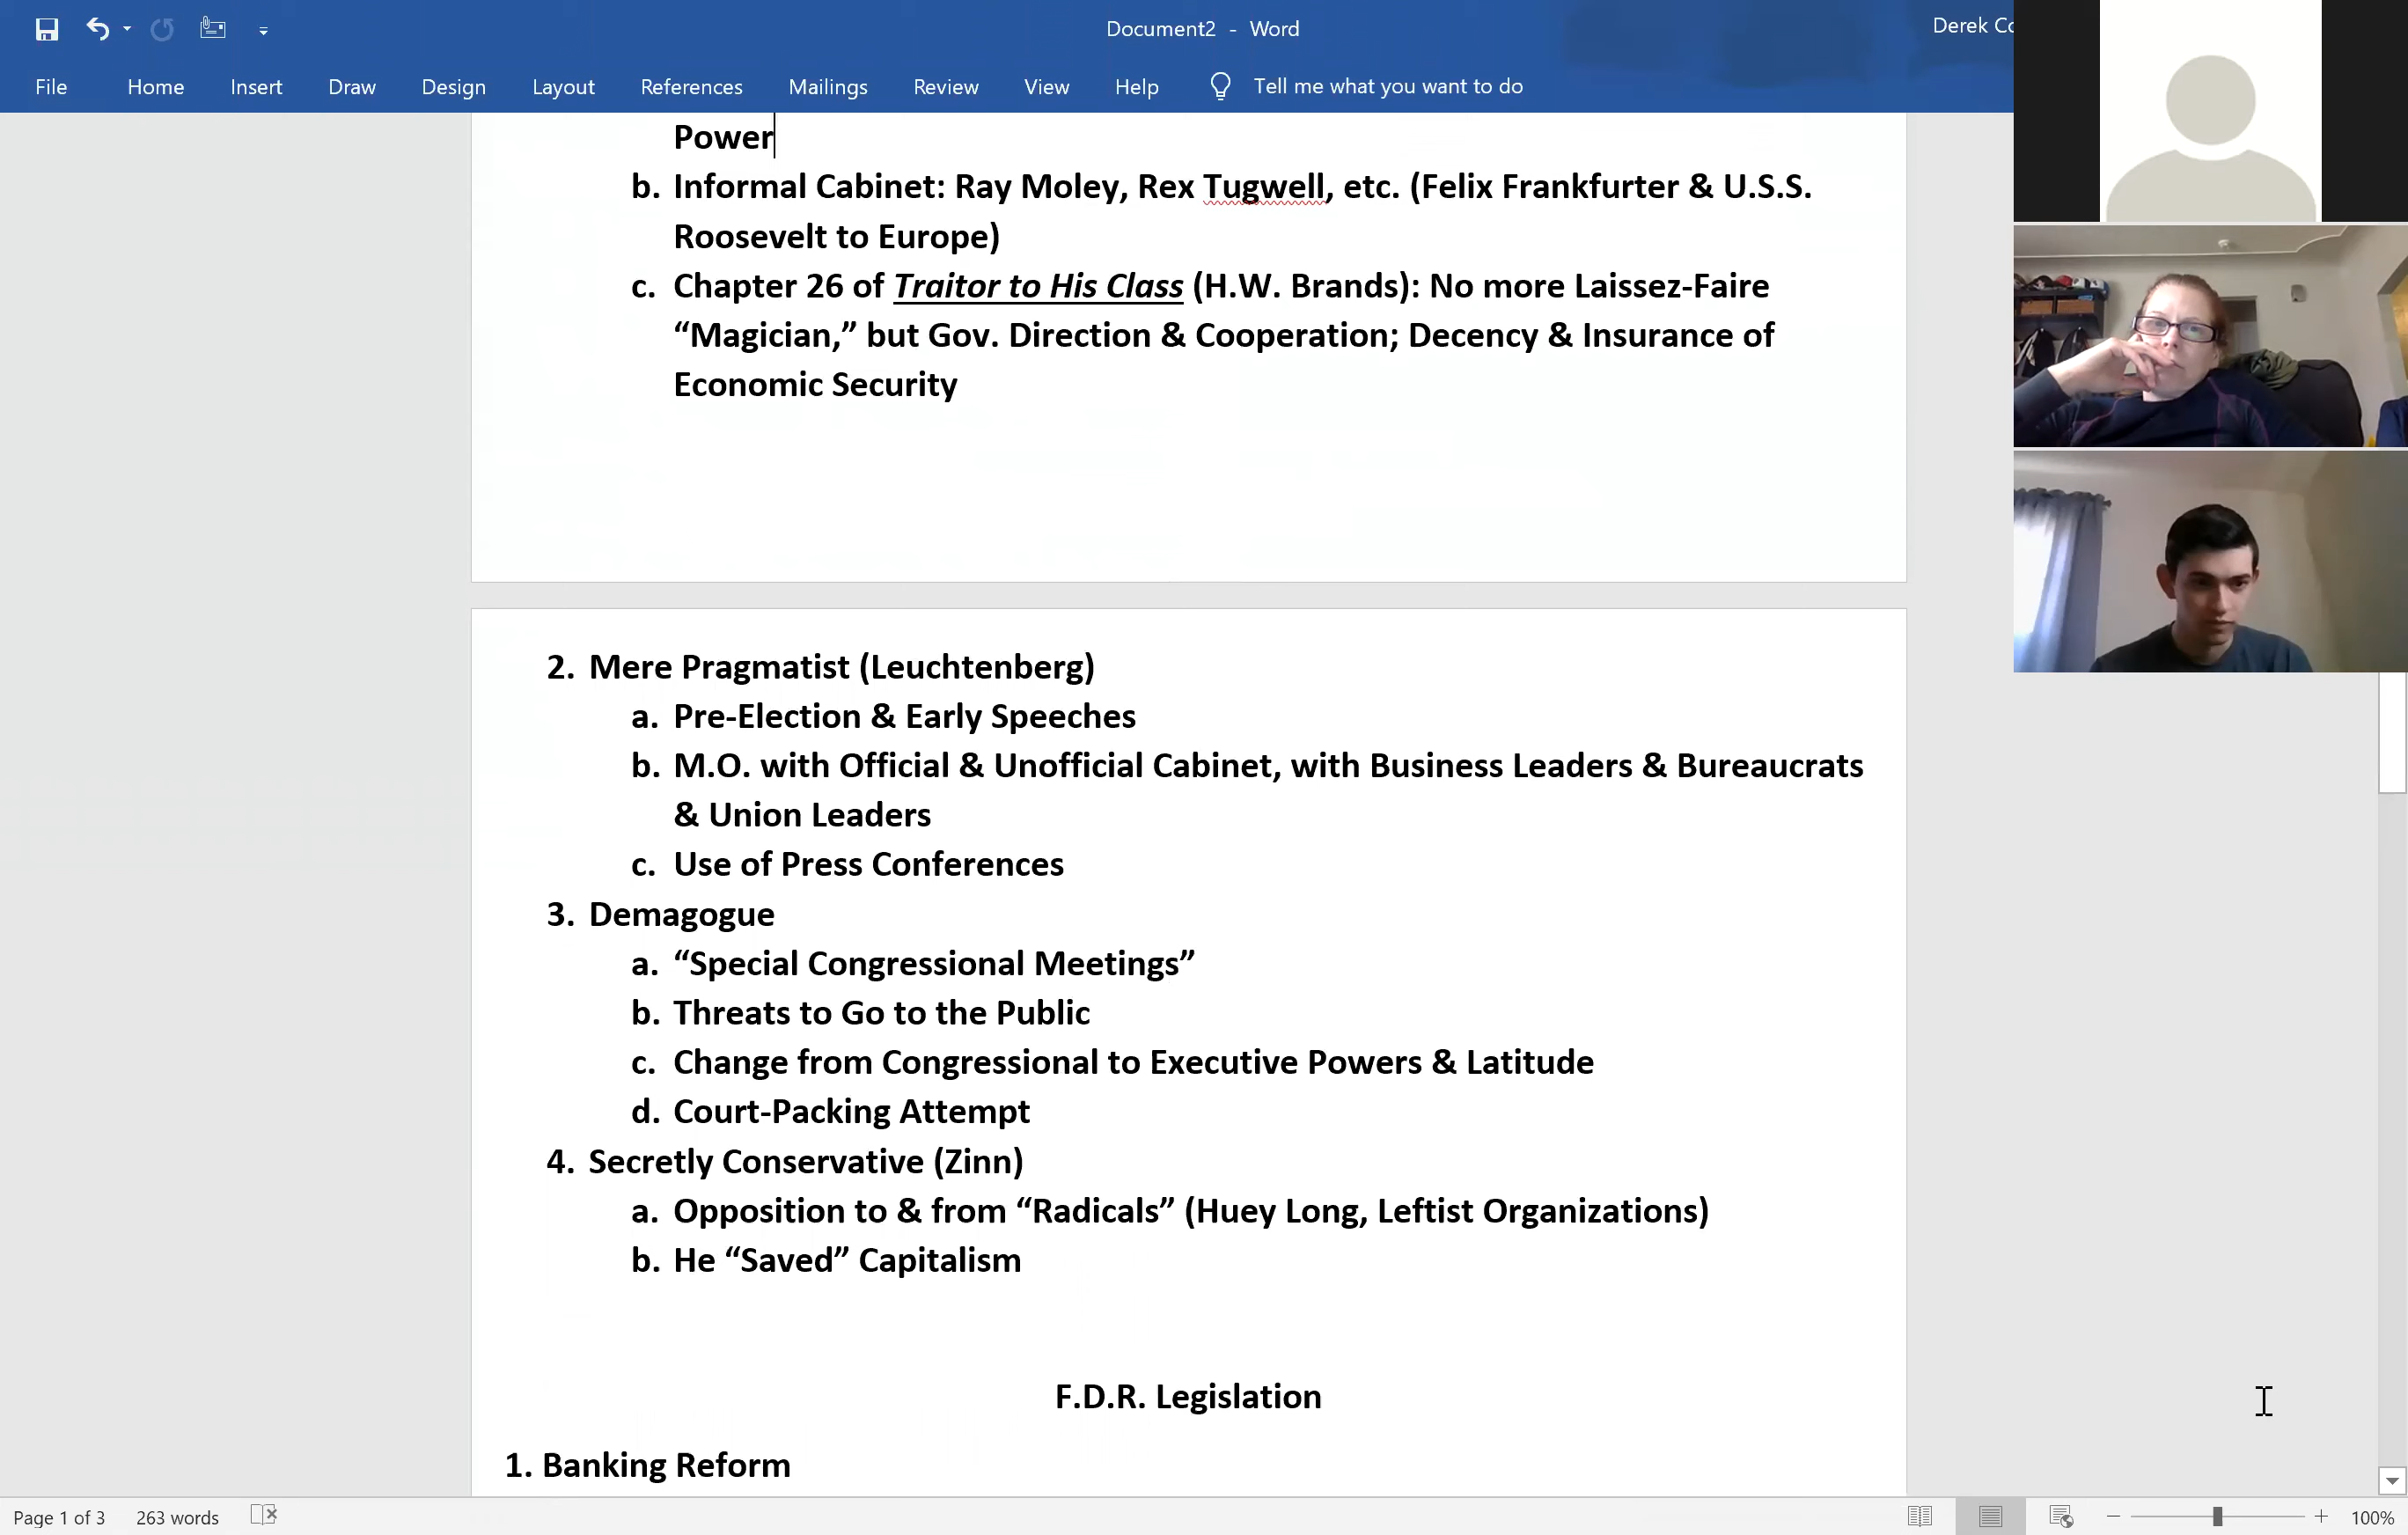 Document2 - Word
Derek Co
File Home Insert Draw Design Layout References Mailings Review View Help Tell me what you want to do
Power
b. Informal Cabinet: Ray Moley, Rex Tugwell, etc. (Felix Frankfurter & U.S.S.
Roosevelt to Europe)
c. Chapter 26 of Traitor to His Class (H.W. Brands): No more Laissez-Faire
“Magician,” but Gov. Direction & Cooperation; Decency & Insurance of
Economic Security
2. Mere Pragmatist (Leuchtenberg)
a. Pre-Election & Early Speeches
b. M.O. with Official & Unofficial Cabinet, with Business Leaders & Bureaucrats
& Union Leaders
c. Use of Press Conferences
3. Demagogue
a. “Special Congressional Meetings”
b. Threats to Go to the Public
c. Change from Congressional to Executive Powers & Latitude
d. Court-Packing Attempt
4. Secretly Conservative (Zinn)
a. Opposition to & from “Radicals” (Huey Long, Leftist Organizations)
b. He “Saved” Capitalism
F.D.R. Legislation
1. Banking Reform
Page 1 of 3 263 words 100%